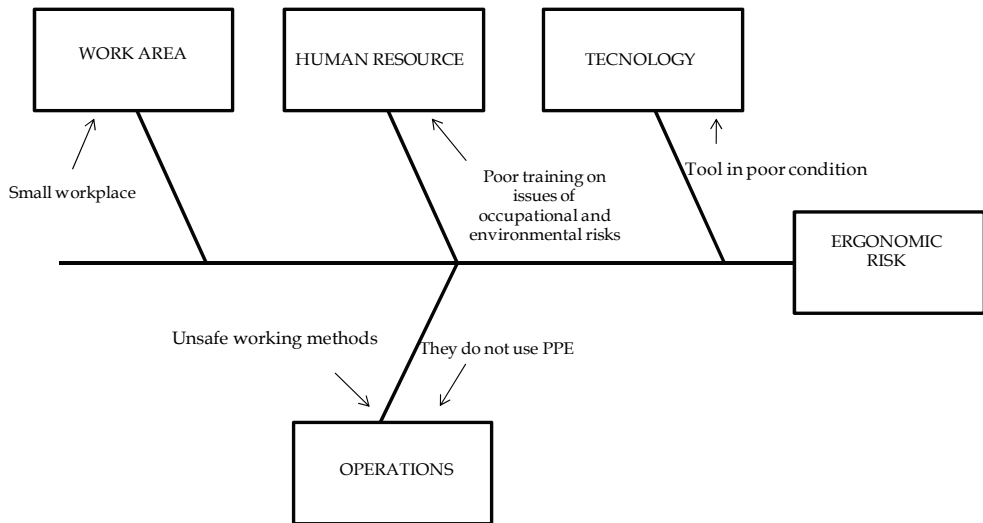 WORK AREA
HUMAN RESOURCE
TECNOLOGY
Small workplace
Poor training on
issues of
occupational and
environmental risks
Tool in poor condition
ERGONOMIC
RISK
Unsafe working methods
They do not use PPE
OPERATIONS